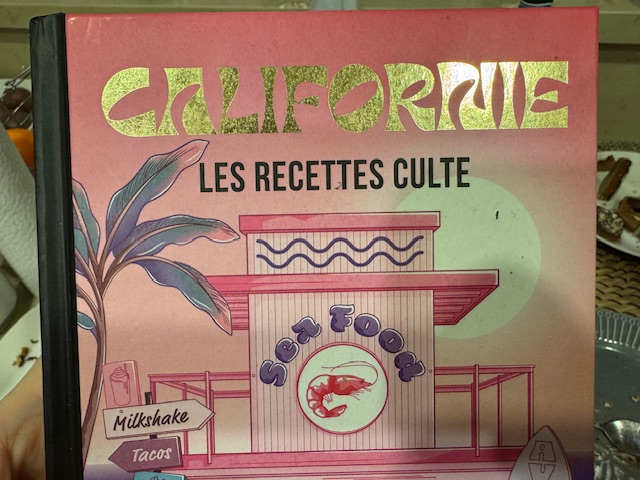 CALIFORNIE
LES RECETTES CULTE
Sea Food
Milkshake
Tacos